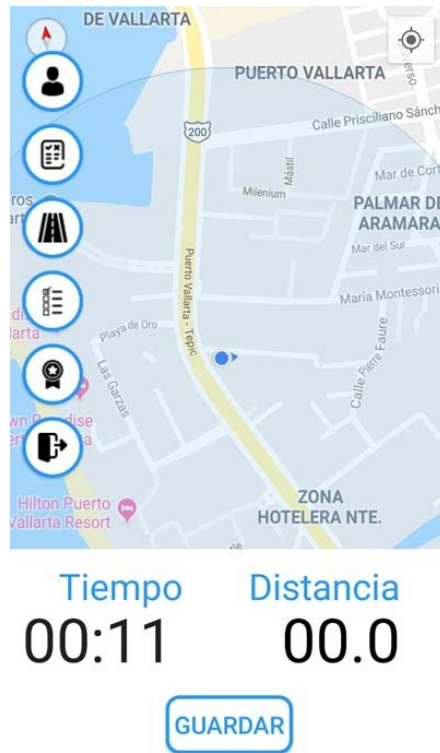 DE VALLARTA
PUERTO VALLARTA
200
Calle Prisciliano Sánch
Mar de Cort
Milenium
Mástil
PALMAR DE
ARAMARA
Mar del Sur
Puerto Vallarta - Tepic
María Montessori
Playa de Oro
Calle Pierre Faure
Las Garzas
Hilton Puerto
Vallarta Resort
ZONA
HOTELERA NTE.
Tiempo
Distancia
00:11
00.0
GUARDAR